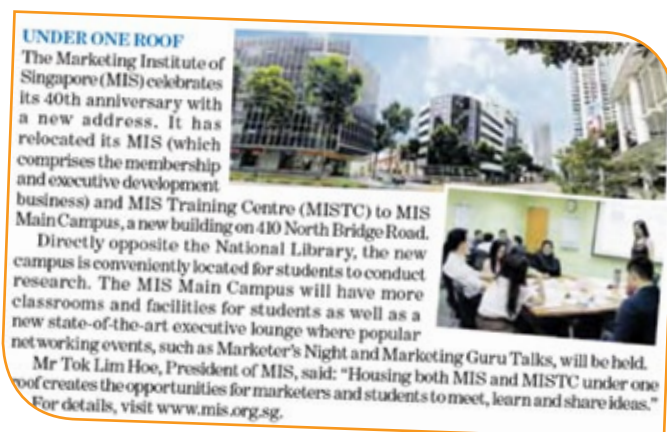 UNDER ONE ROOF
The Marketing Institute of
Singapore (MIS) celebrates
its 40th anniversary with
a new address. It has
relocated its MIS (which
comprises the membership
and executive development
business) and MIS Training Centre (MISTC) to MIS
Main Campus, a new building on 410 North Bridge Road.
Directly opposite the National Library, the new
campus is conveniently located for students to conduct
research. The MIS Main Campus will have more
classrooms and facilities for students as well as a
new state-of-the-art executive lounge where popular
networking events, such as Marketer's Night and Marketing Guru Talks, will be held.
Mr Tok Lim Hoe, President of MIS, said: "Housing both MIS and MISTC under one
roof creates the opportunities for marketers and students to meet, learn and share ideas."
For details, visit www.mis.org.sg.